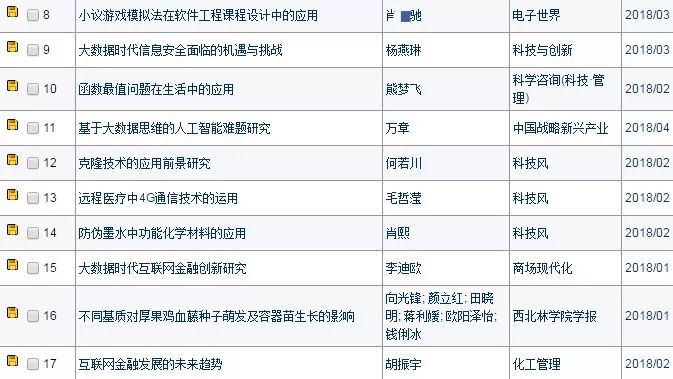 8 小议游戏模拟法在软件工程课程设计中的应用 肖 驰 电子世界 2018/03
9 大数据时代信息安全面临的机遇与挑战 杨燕琳 科技与创新 2018/03
10 函数最值问题在生活中的应用 熊梦飞 科学咨询(科技·管
理) 2018/02
11 基于大数据思维的人工智能难题研究 万章 中国战略新兴产业 2018/04
12 克隆技术的应用前景研究 何若川 科技风 2018/02
13 远程医疗中4G通信技术的运用 毛哲滢 科技风 2018/02
14 防伪墨水中功能化学材料的应用 肖熙 科技风 2018/02
15 大数据时代互联网金融创新研究 李迪欧 商场现代化 2018/01
16 不同基质对厚果鸡血藤种子萌发及容器苗生长的影响 向光锋; 颜立红; 田晓
明; 蒋利媛; 欧阳泽怡;
钱俐冰 西北林学院学报 2018/01
17 互联网金融发展的未来趋势 胡振宇 化工管理 2018/02